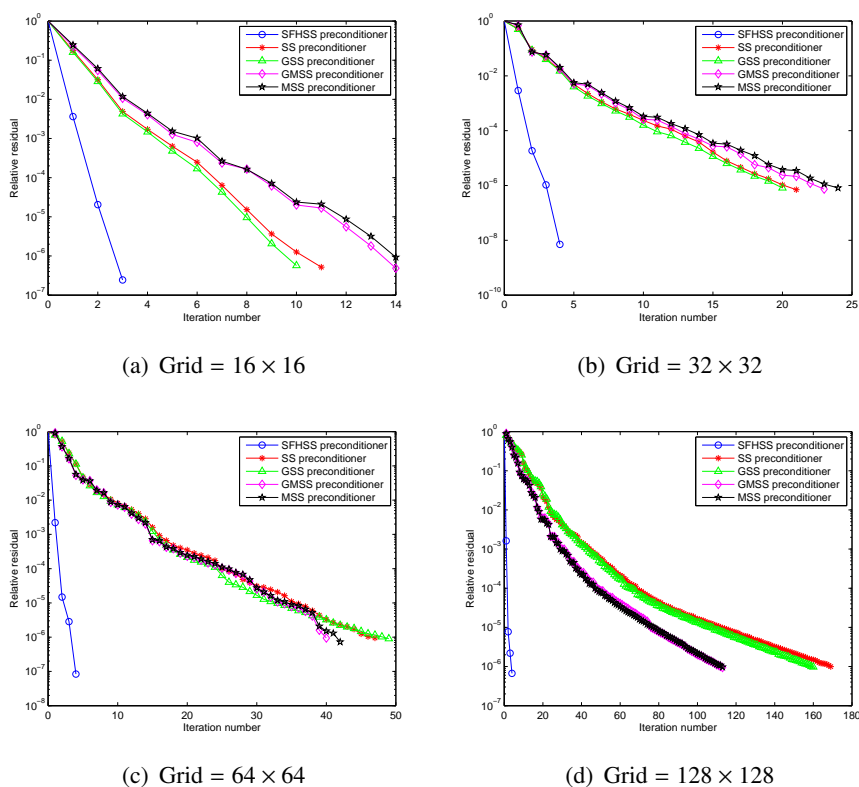 10^0
10^-1
10^-2
10^-3
10^-4
10^-5
10^-6
10^-7
Relative residual
0 2 4 6 8 10 12 14
Iteration number
SFHSS preconditioner
SS preconditioner
GSS preconditioner
GMSS preconditioner
MSS preconditioner
(a) Grid = 16 × 16
10^0
10^-2
10^-4
10^-6
10^-8
10^-10
Relative residual
0 5 10 15 20 25
Iteration number
SFHSS preconditioner
SS preconditioner
GSS preconditioner
GMSS preconditioner
MSS preconditioner
(b) Grid = 32 × 32
10^0
10^-1
10^-2
10^-3
10^-4
10^-5
10^-6
10^-7
10^-8
Relative residual
0 10 20 30 40 50
Iteration number
SFHSS preconditioner
SS preconditioner
GSS preconditioner
GMSS preconditioner
MSS preconditioner
(c) Grid = 64 × 64
10^0
10^-1
10^-2
10^-3
10^-4
10^-5
10^-6
10^-7
Relative residual
0 20 40 60 80 100 120 140 160 180
Iteration number
SFHSS preconditioner
SS preconditioner
GSS preconditioner
GMSS preconditioner
MSS preconditioner
(d) Grid = 128 × 128